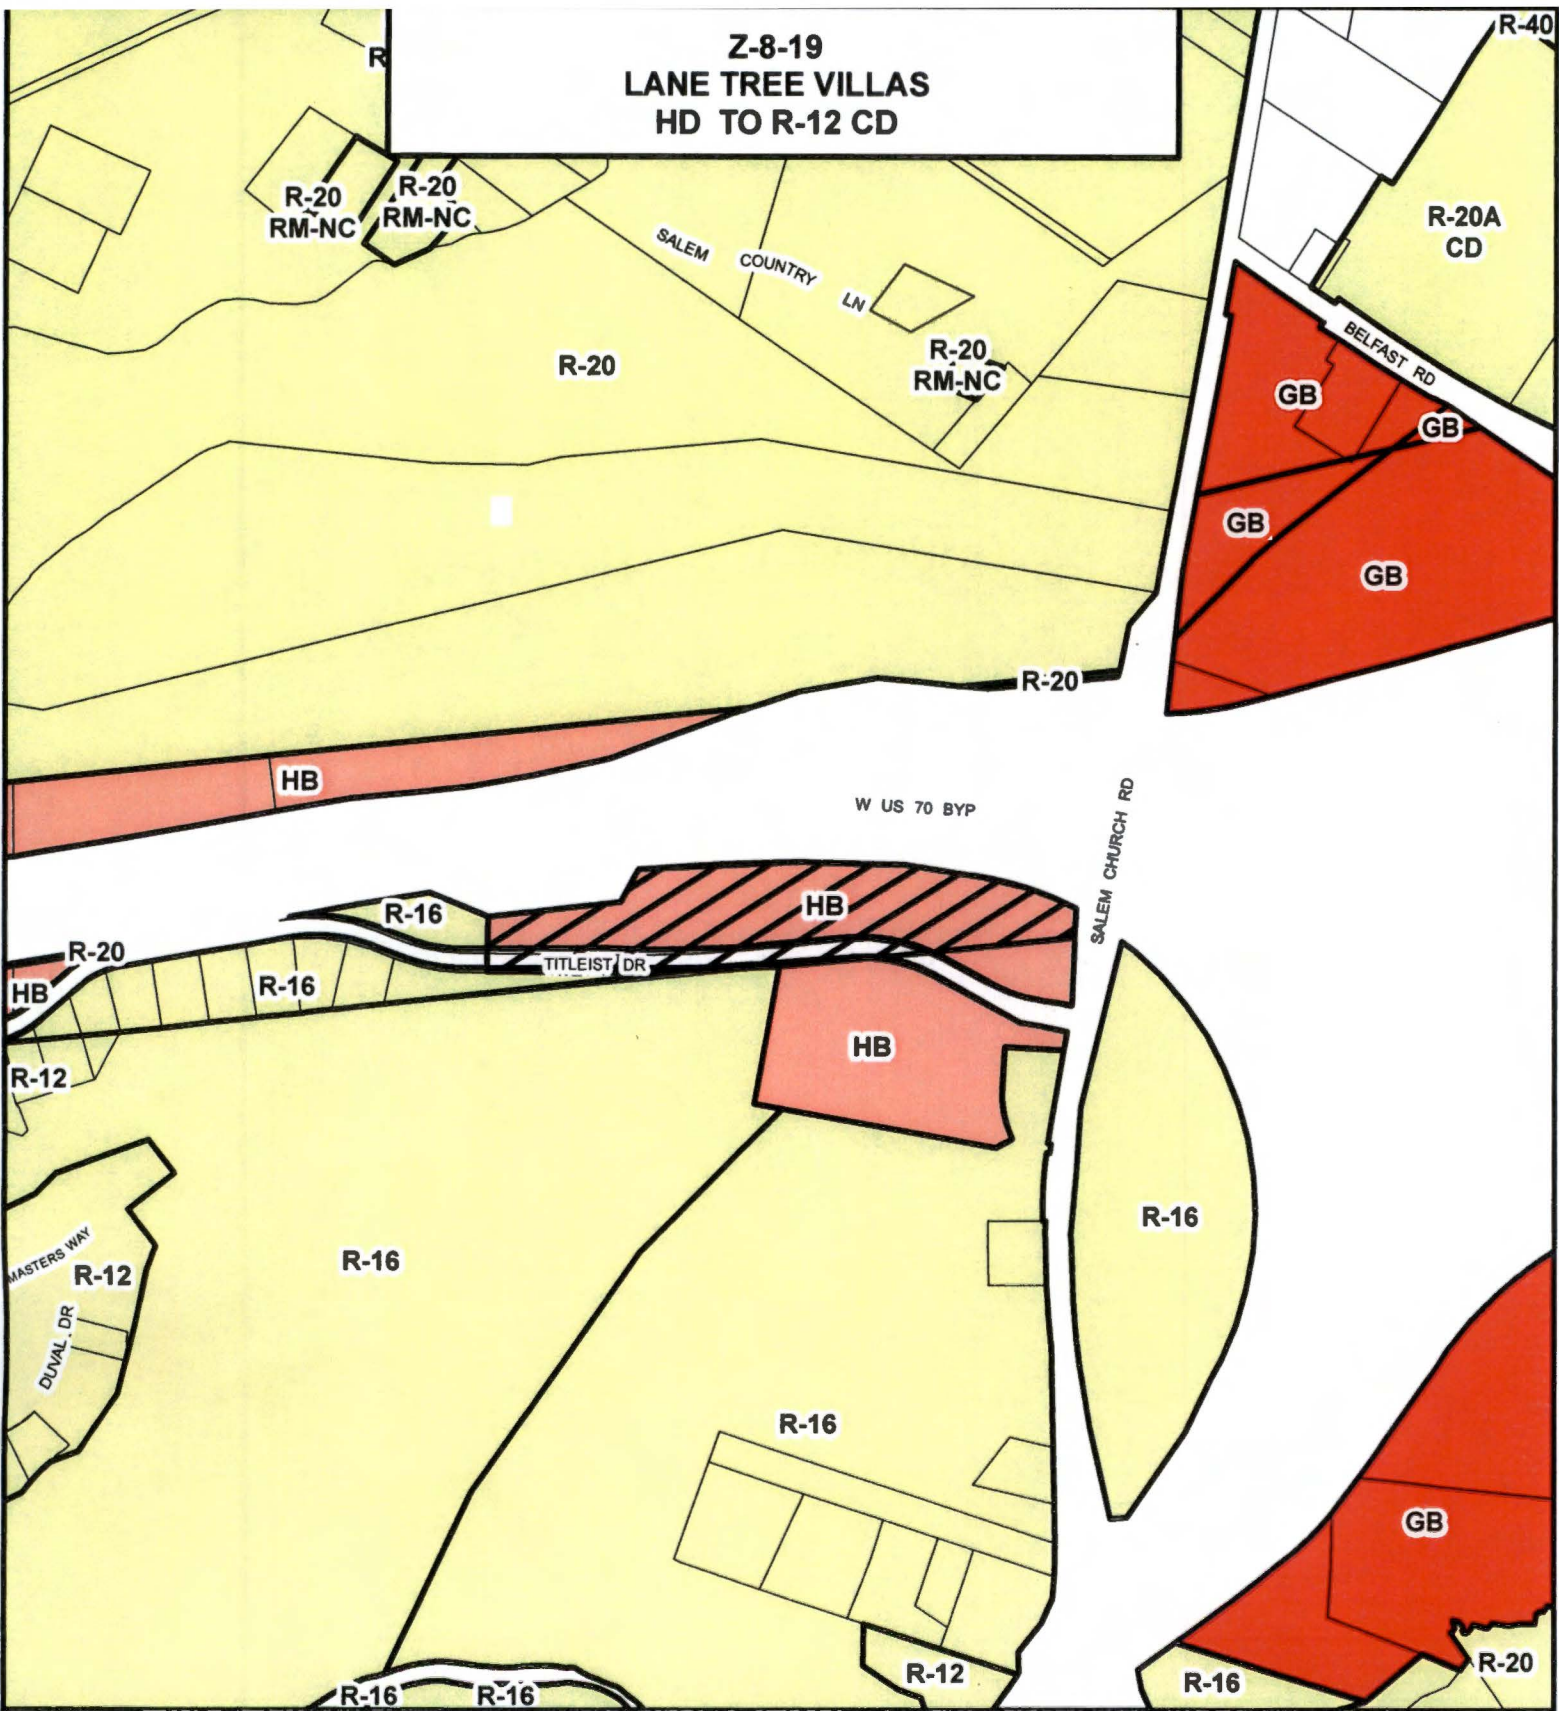 Z-8-19
LANE TREE VILLAS
HD TO R-12 CD
R-40
R
R-20
RM-NC
R-20
RM-NC
R-20A
CD
SALEM COUNTRY LN
R-20
RM-NC
R-20
BELFAST RD
GB
GB
GB
GB
R-20
HB
W US 70 BYP
SALEM CHURCH RD
HB
R-16
R-20
TITLEIST DR
HB
R-16
HB
R-12
R-16
R-16
MASTERS WAY
R-12
DUVAL DR
R-16
GB
R-12
R-16
R-20
R-16
R-16